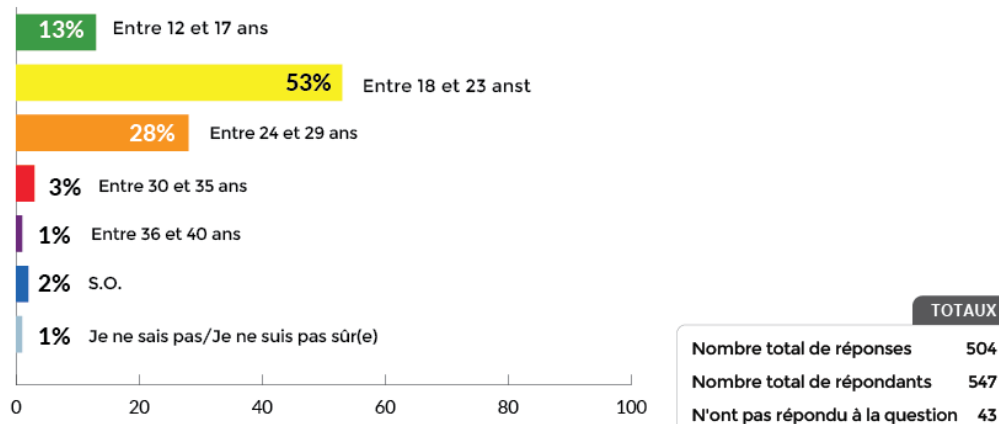 13% Entre 12 et 17 ans
53% Entre 18 et 23 anst
28% Entre 24 et 29 ans
3% Entre 30 et 35 ans
1% Entre 36 et 40 ans
2% S.O.
1% Je ne sais pas/Je ne suis pas sûr(e)
0 20 40 60 80 100
TOTAUX
Nombre total de réponses 504
Nombre total de répondants 547
N'ont pas répondu à la question 43